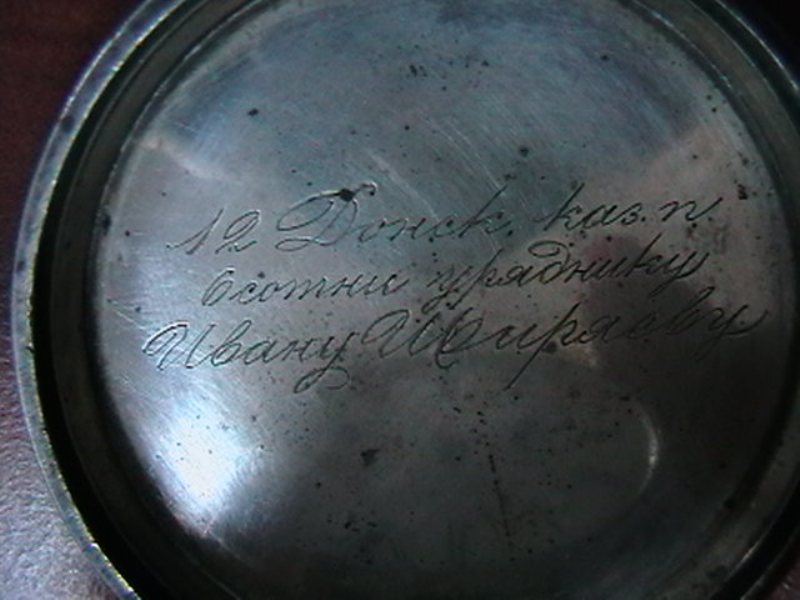 12 Донск. каз. п
6 сотни уряднику
Ивану Ширяеву